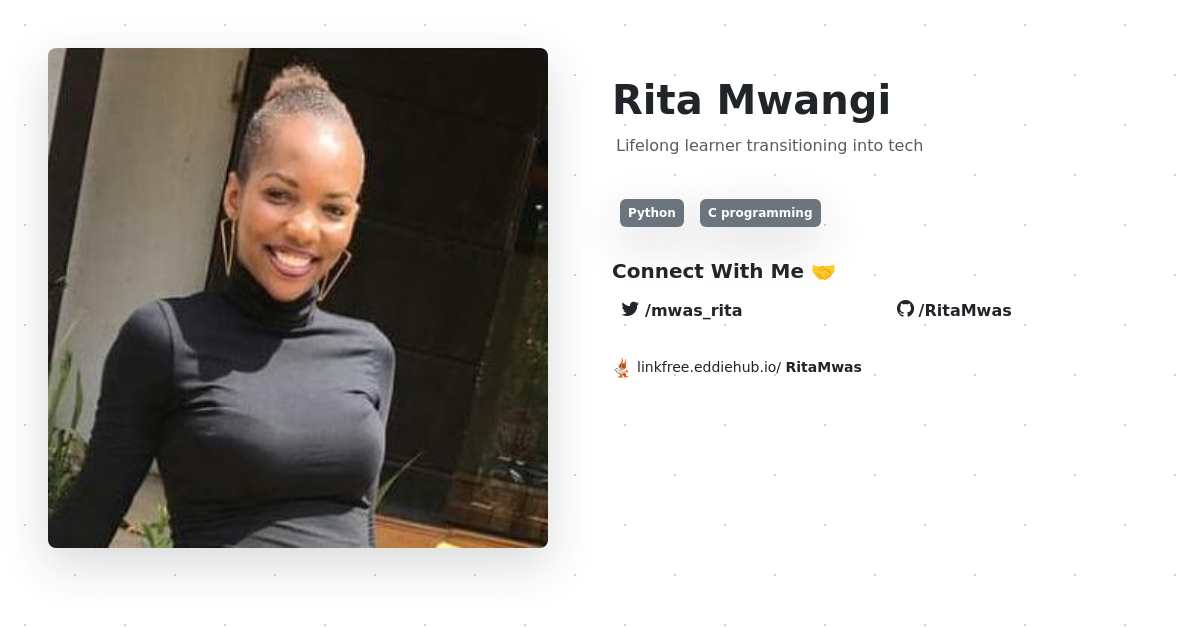 Rita Mwangi
Lifelong learner transitioning into tech
Python
C programming
Connect With Me 🤝
/mwas_rita
/RitaMwas
linkfree.eddiehub.io/ RitaMwas